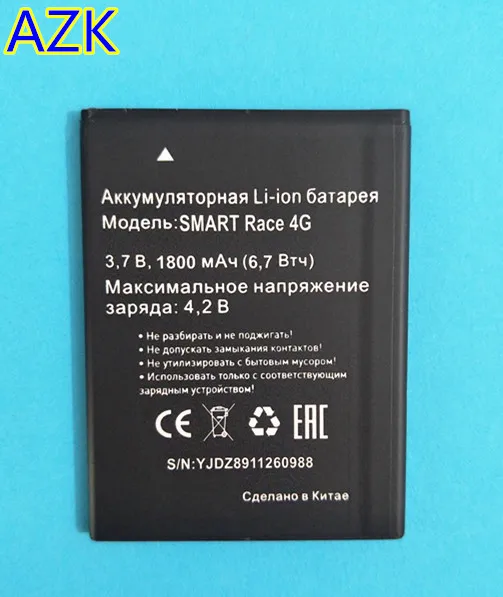 AZK
Аккумуляторная Li-ion батарея
Модель:SMART Race 4G
3,7 В, 1800 мАч (6,7 Втч)
Максимальное напряжение
заряда: 4,2 В
• Не разбирать и не поджигать!
• Не допускать замыкания контактов!
• Не утилизировать с бытовым мусором!
• Использовать только с соответствующим
зарядным устройством!
CE EAC
S/N:YJDZ8911260988
Сделано в Китае